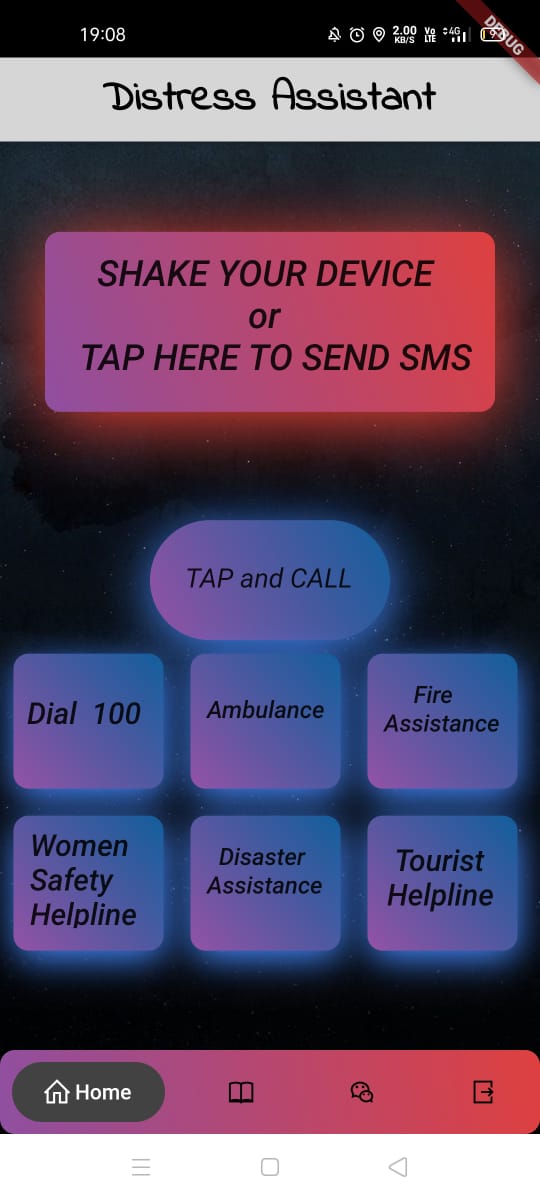 19:08
2.00
KB/S
Vo
LTE
4G
DEBUG
Distress Assistant
SHAKE YOUR DEVICE
or
TAP HERE TO SEND SMS
TAP and CALL
Dial 100
Ambulance
Fire
Assistance
Women
Safety
Helpline
Disaster
Assistance
Tourist
Helpline
Home